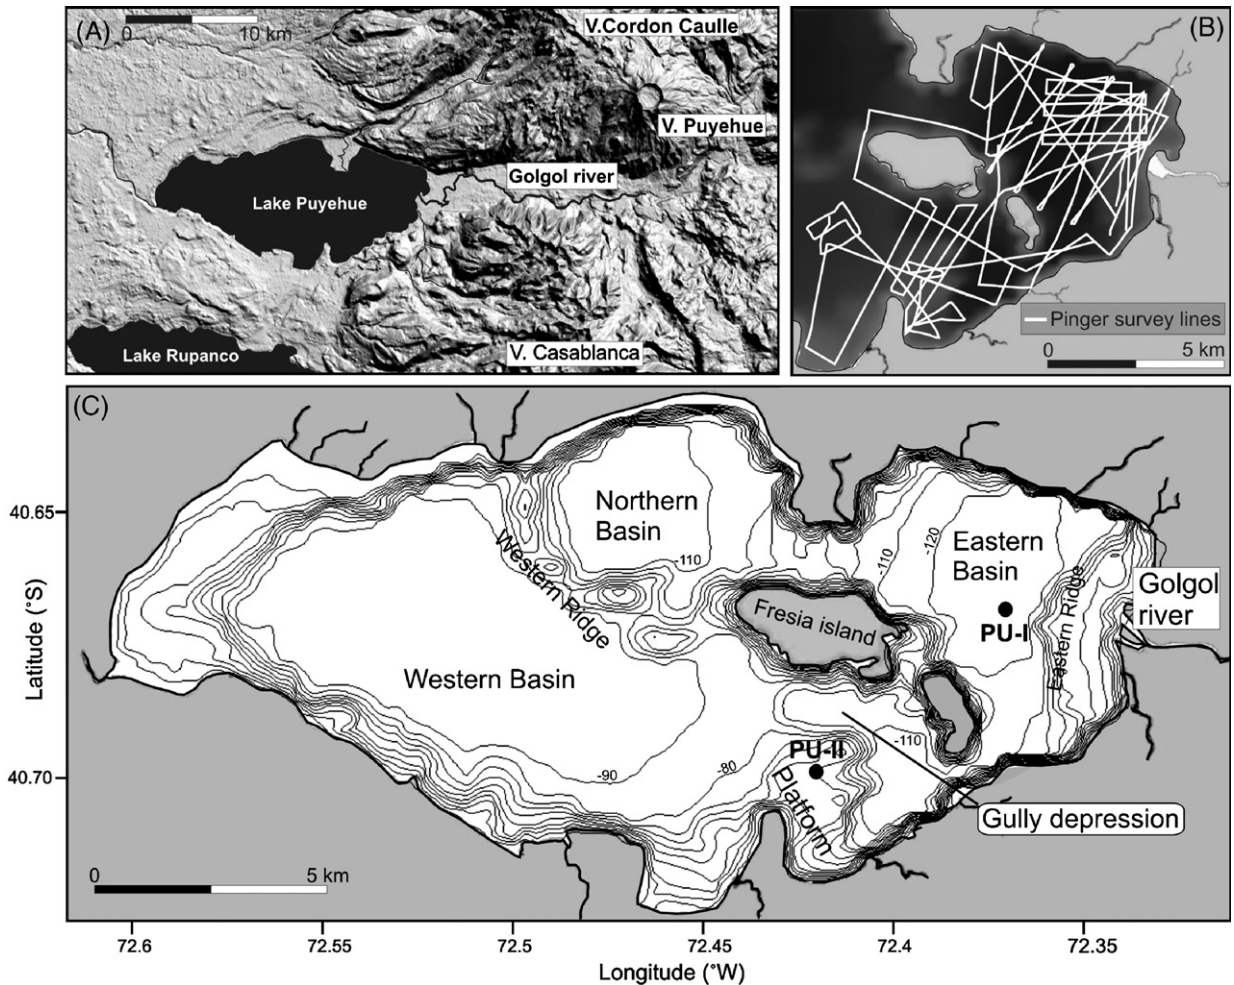 (A)
0 10 km
V.Cordon Caulle
V. Puyehue
Golgol river
Lake Puyehue
V. Casablanca
Lake Rupanco
(B)
Pinger survey lines
0 5 km
(C)
Northern
Basin
-110
Western Ridge
Western Basin
Fresia island
-110
-120
Eastern
Basin
PU-I
Eastern Ridge
Golgol
river
-90
-80
PU-II
Platform
-110
Gully depression
0 5 km
40.65
40.70
Latitude (°S)
72.6 72.55 72.5 72.45 72.4 72.35
Longitude (°W)